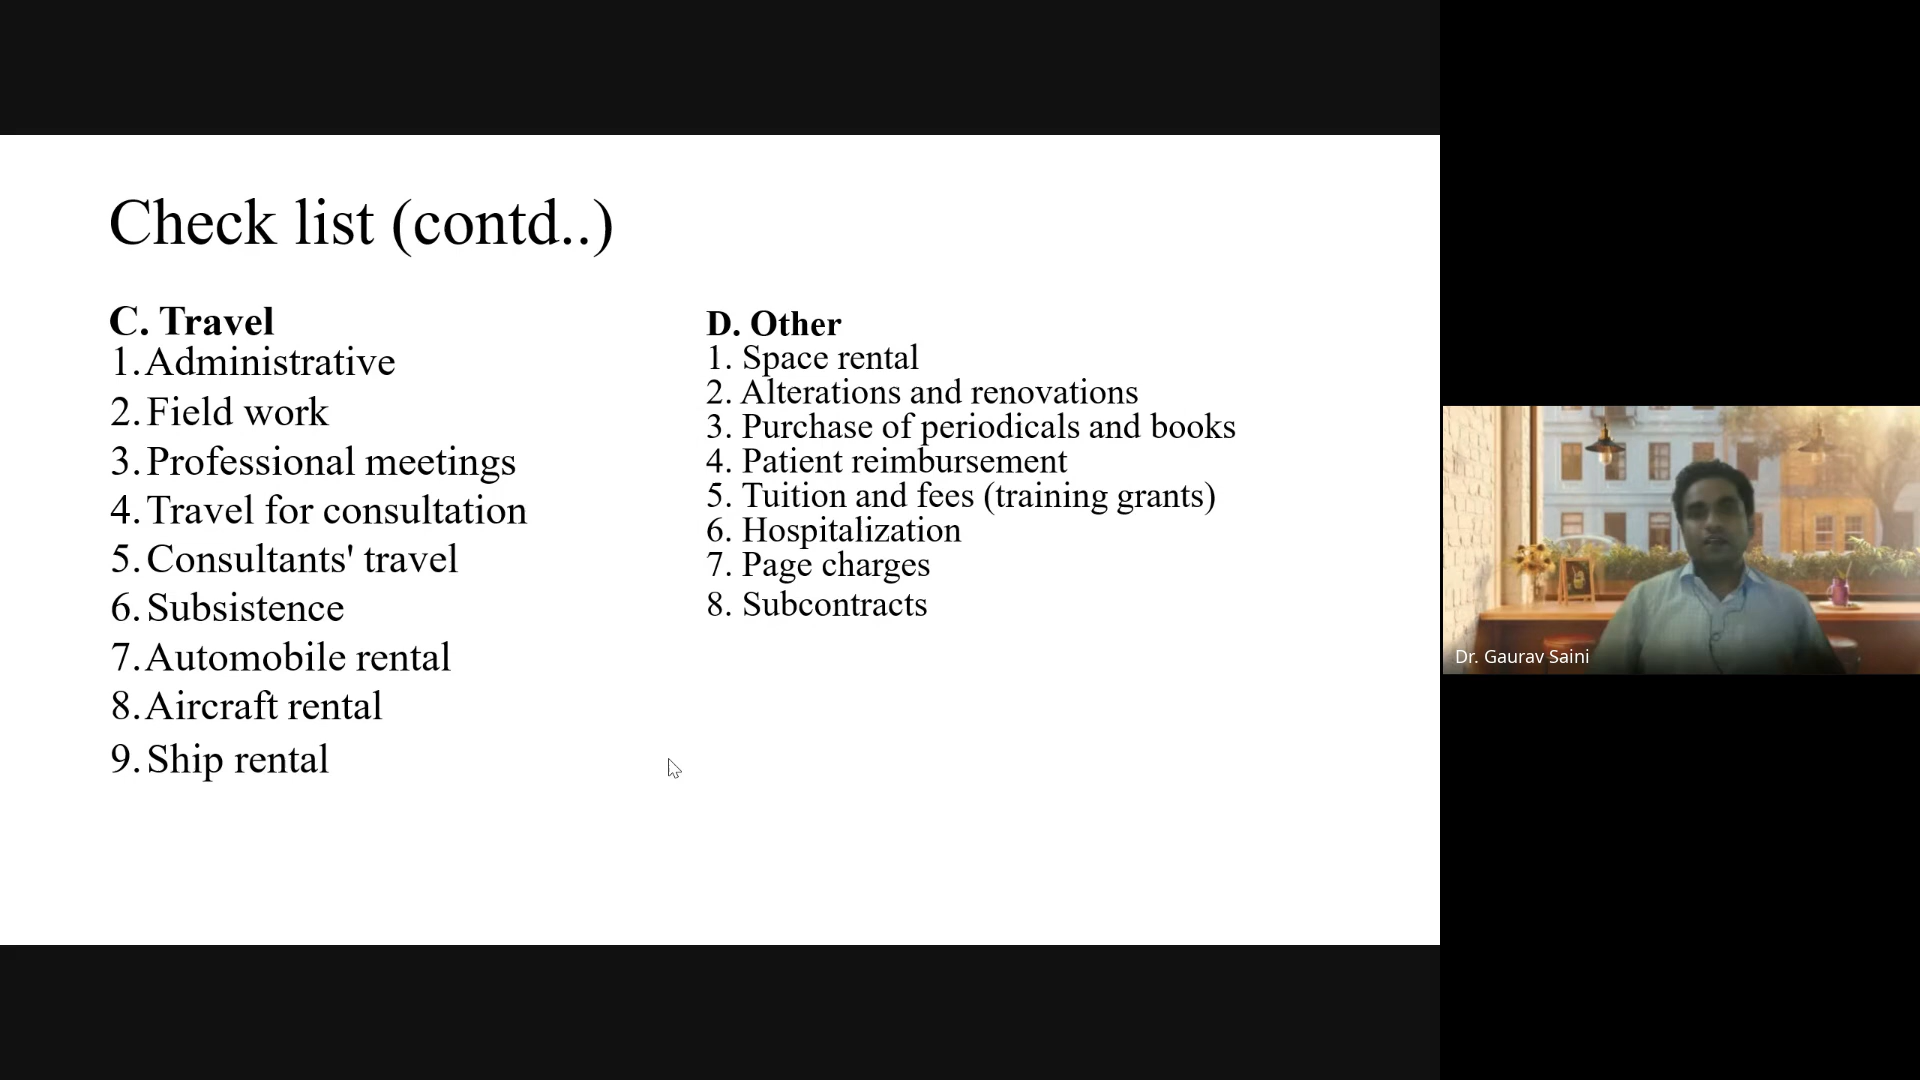 Check list (contd..)
C. Travel
1. Administrative
2. Field work
3. Professional meetings
4. Travel for consultation
5. Consultants' travel
6. Subsistence
7. Automobile rental
8. Aircraft rental
9. Ship rental
D. Other
1. Space rental
2. Alterations and renovations
3. Purchase of periodicals and books
4. Patient reimbursement
5. Tuition and fees (training grants)
6. Hospitalization
7. Page charges
8. Subcontracts
Dr. Gaurav Saini